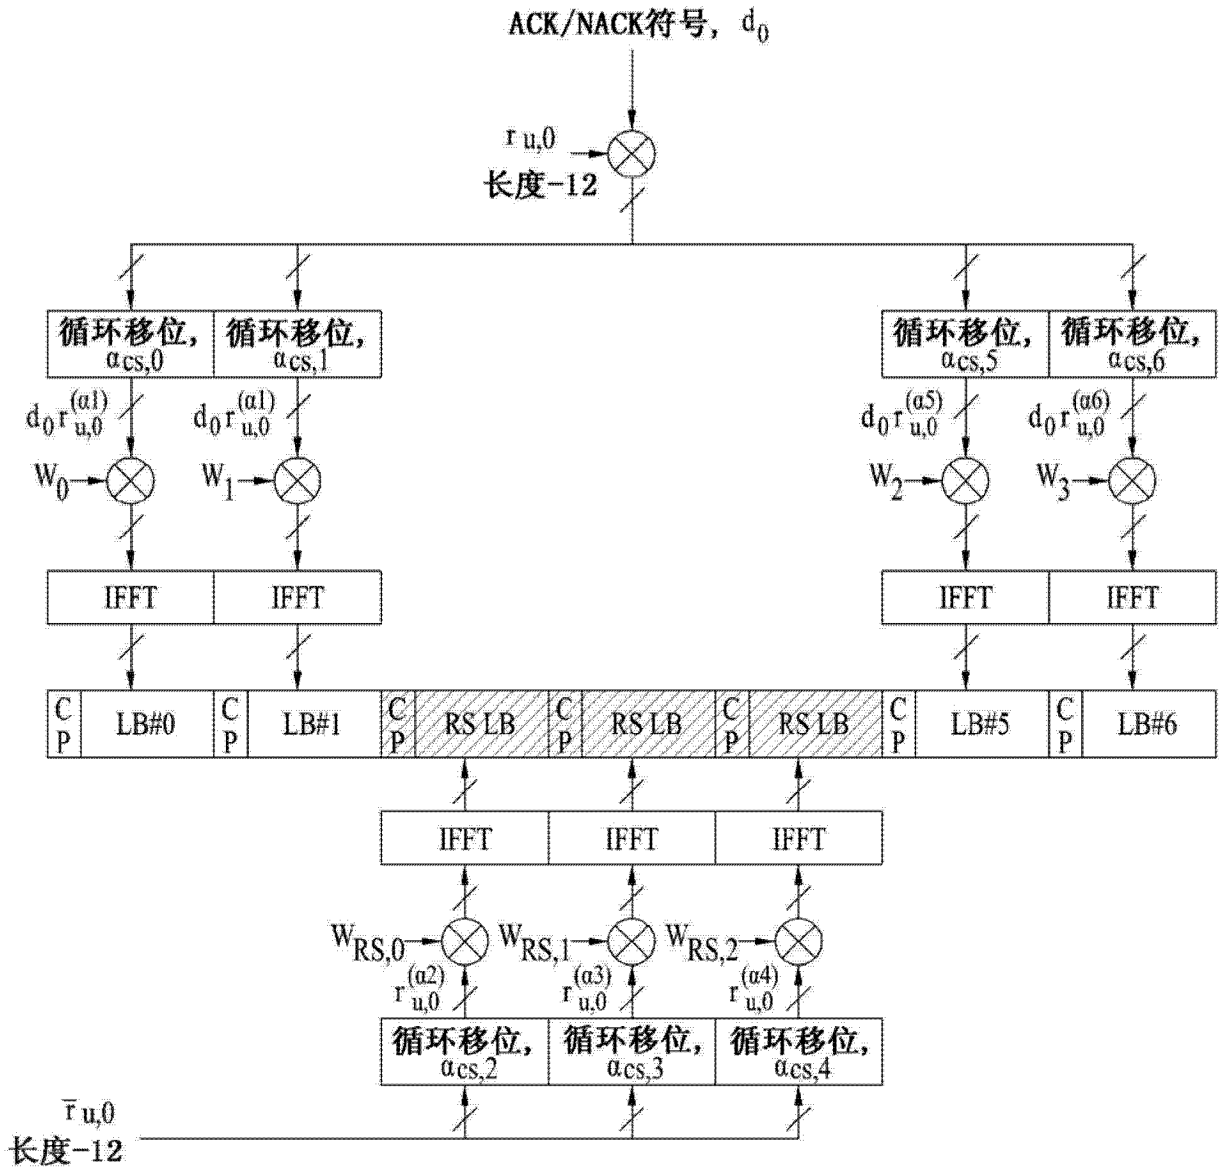 ACK/NACK符号, d0
r u,0
长度-12
循环移位, αcs,0
循环移位, αcs,1
循环移位, αcs,5
循环移位, αcs,6
d0 r u,0 (α1)
d0 r u,0 (α1)
d0 r u,0 (α5)
d0 r u,0 (α6)
W0
W1
W2
W3
IFFT
IFFT
IFFT
IFFT
CP
LB#0
CP
LB#1
CP
RS LB
CP
RS LB
CP
RS LB
CP
LB#5
CP
LB#6
IFFT
IFFT
IFFT
WRS,0
WRS,1
WRS,2
r u,0 (α2)
r u,0 (α3)
r u,0 (α4)
循环移位, αcs,2
循环移位, αcs,3
循环移位, αcs,4
r̄ u,0
长度-12